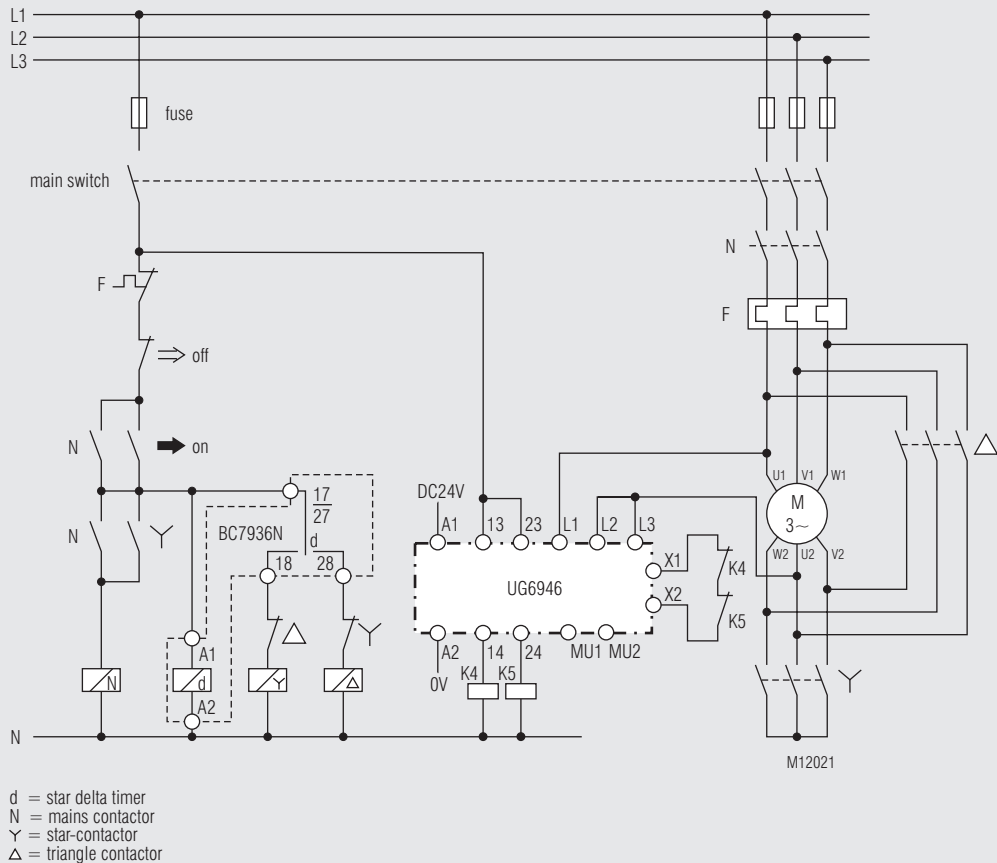 L1
L2
L3
fuse
main switch
N
F
F
off
N
on
U1 V1 W1
M
3~
W2 U2 V2
DC24V
17
27
A1 13 23 L1 L2 L3
N
BC7936N
d
18 28
X1
K4
UG6946
X2
K5
A2 14 24 MU1 MU2
A1
0V
K4 K5
N
d
Y
△
A2
N
M12021
d = star delta timer
N = mains contactor
Y = star-contactor
△ = triangle contactor